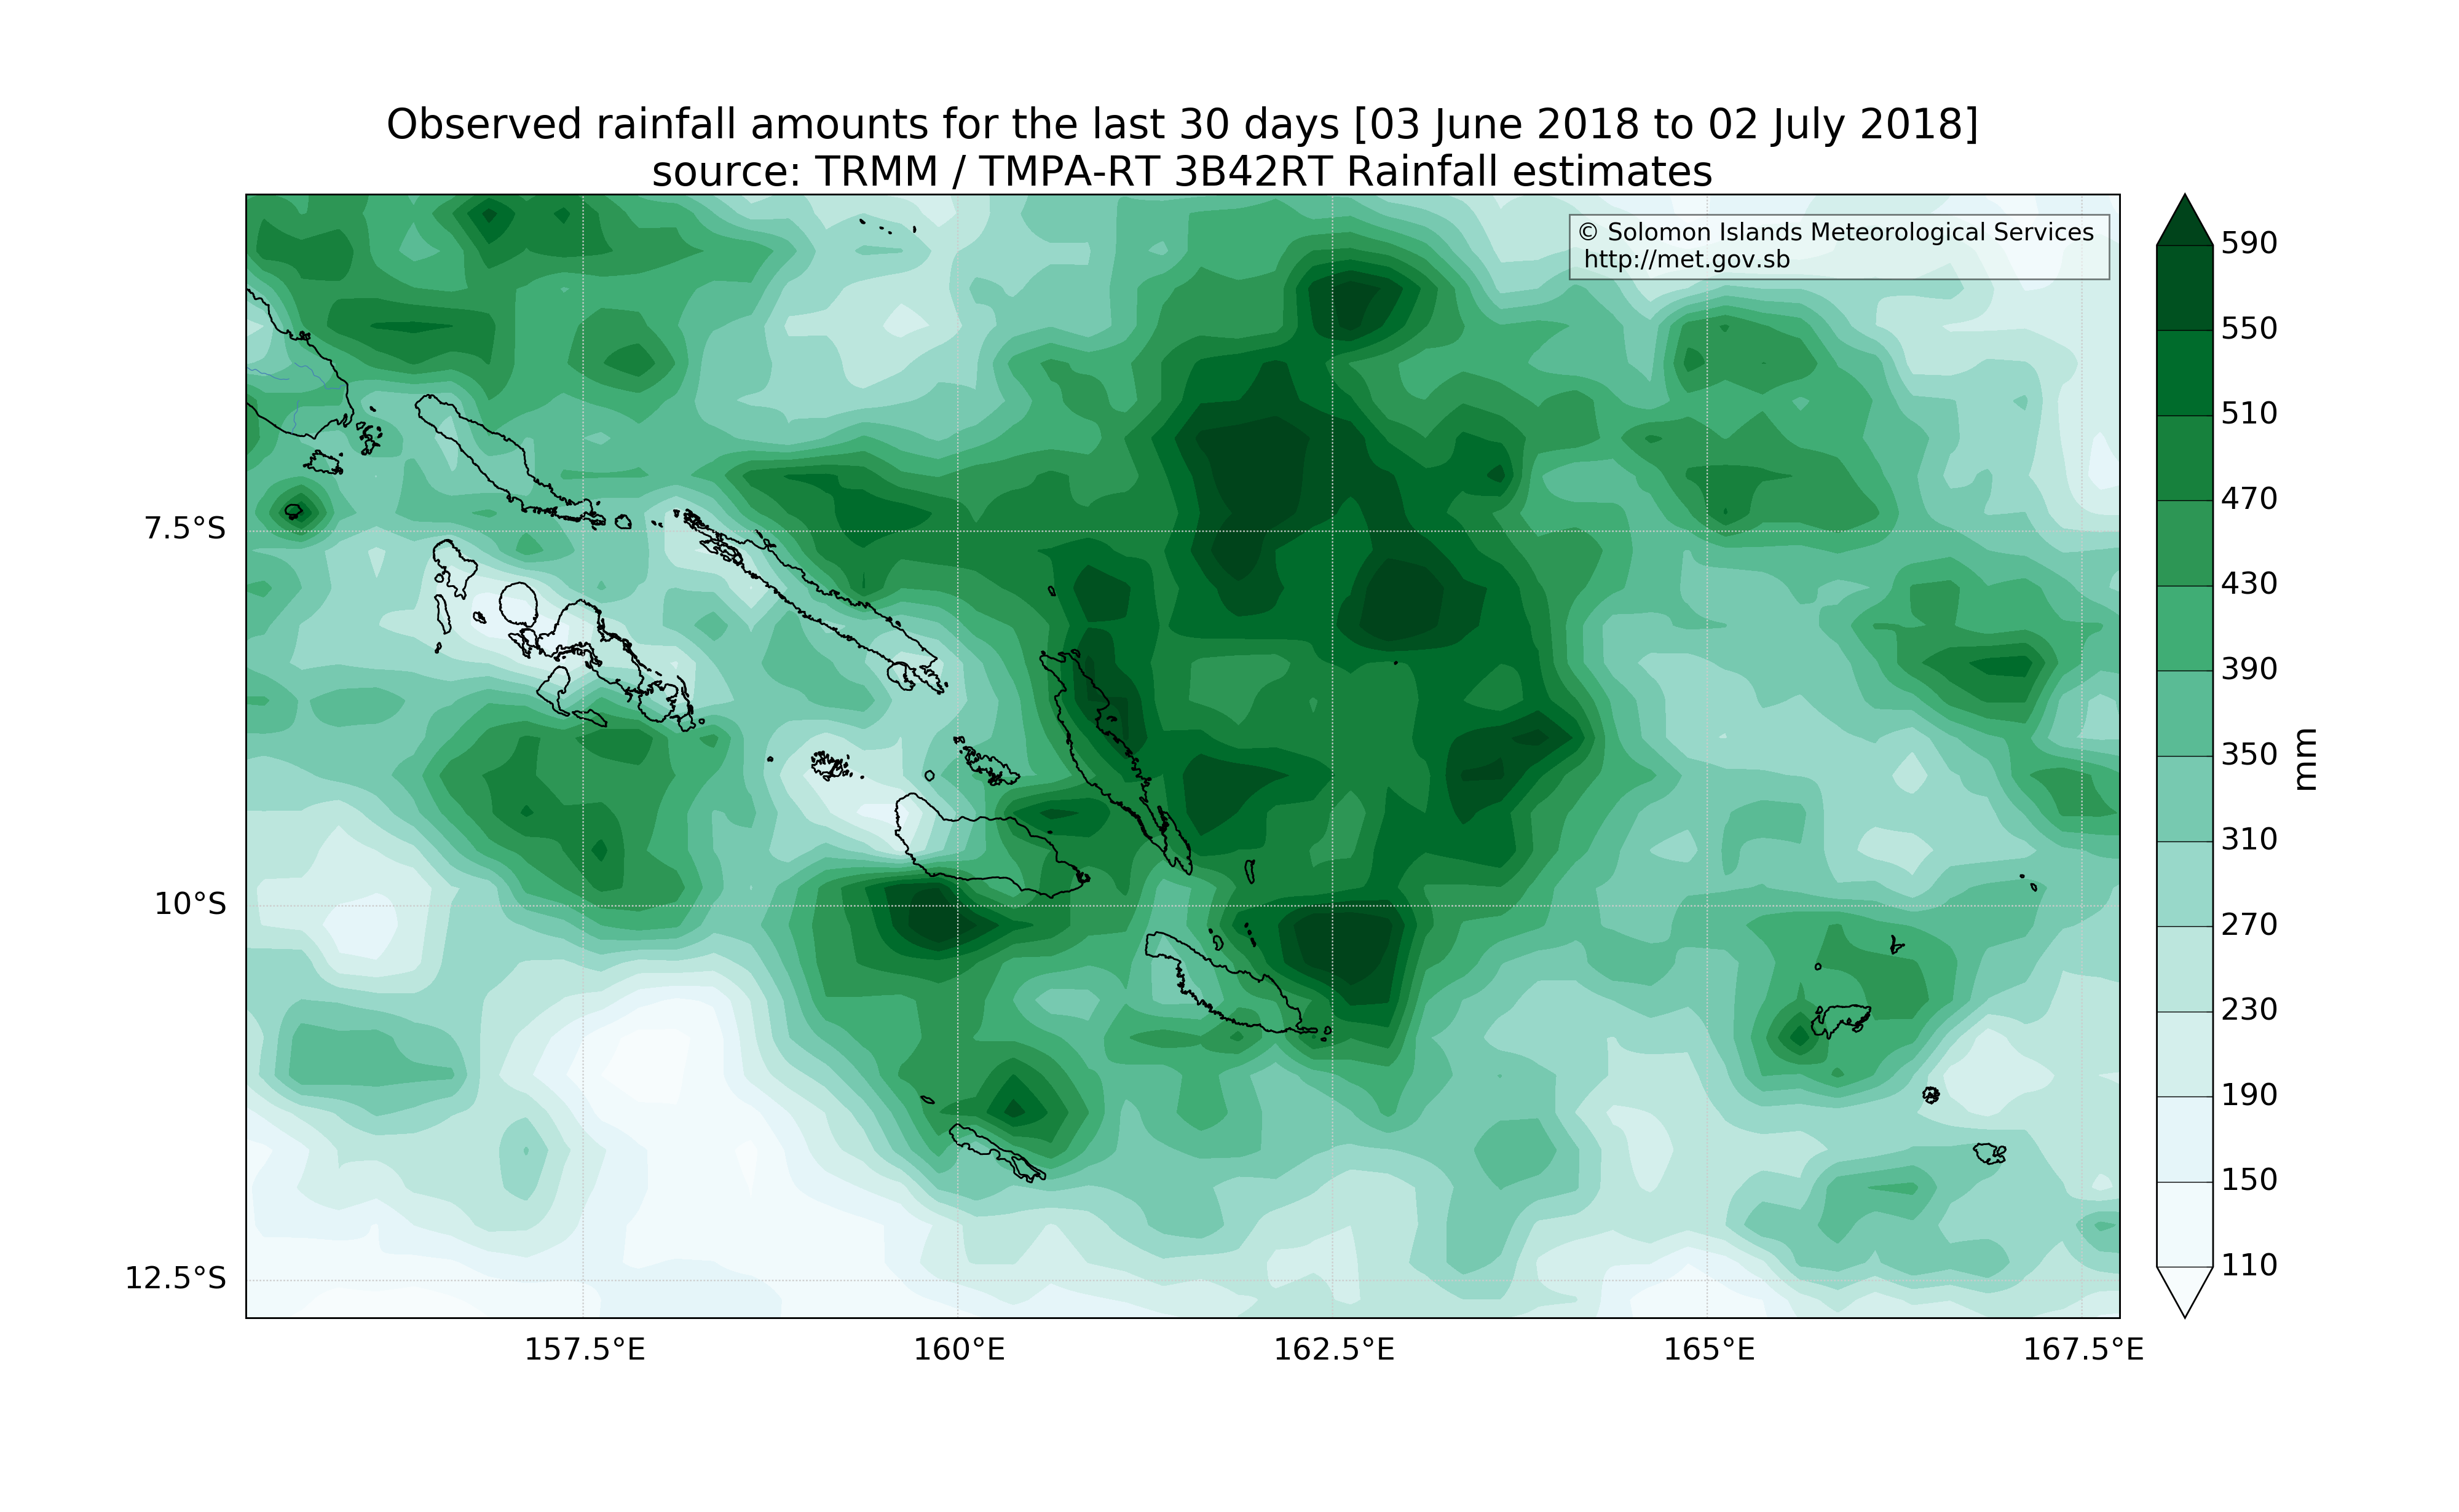 Observed rainfall amounts for the last 30 days [03 June 2018 to 02 July 2018]
source: TRMM / TMPA-RT 3B42RT Rainfall estimates
© Solomon Islands Meteorological Services
http://met.gov.sb
7.5°S
10°S
12.5°S
157.5°E
160°E
162.5°E
165°E
167.5°E
590
550
510
470
430
390
350
310
270
230
190
150
110
mm